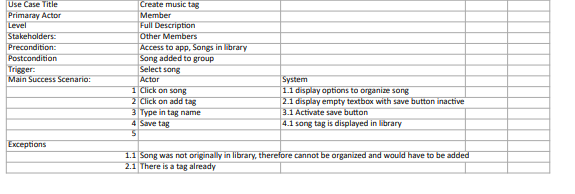 Use Case Title Create music tag
Primaray Actor Member
Level Full Description
Stakeholders: Other Members
Precondition: Access to app, Songs in library
Postcondition Song added to group
Trigger: Select song
Main Success Scenario: Actor System
1 Click on song 1.1 display options to organize song
2 Click on add tag 2.1 display empty textbox with save button inactive
3 Type in tag name 3.1 Activate save button
4 Save tag 4.1 song tag is displayed in library
5
Exceptions
1.1 Song was not originally in library, therefore cannot be organized and would have to be added
2.1 There is a tag already